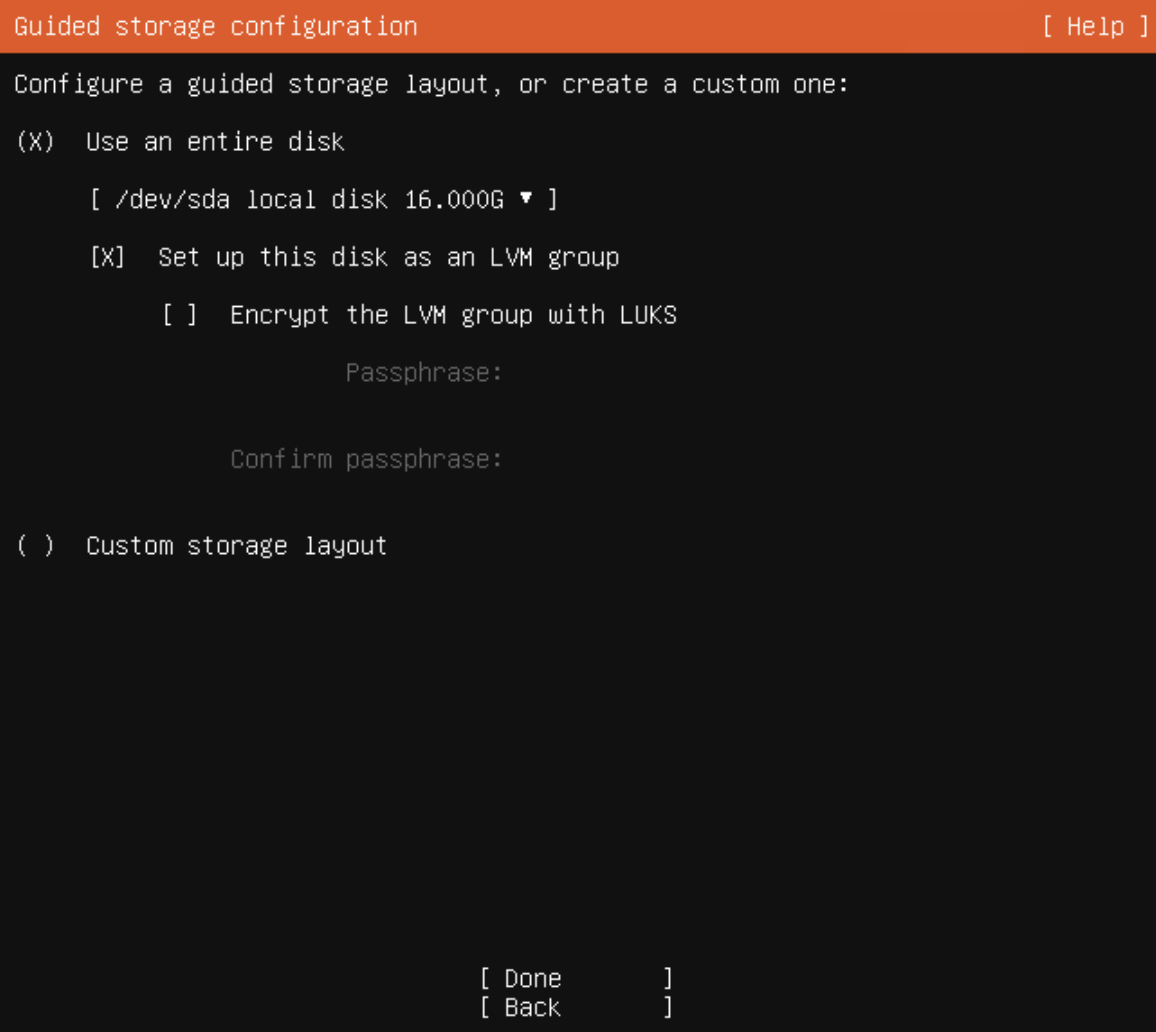 Guided storage configuration [ Help ]
Configure a guided storage layout, or create a custom one:
(X) Use an entire disk
[ /dev/sda local disk 16.000G ▾ ]
[X] Set up this disk as an LVM group
[ ] Encrypt the LVM group with LUKS
Passphrase:
Confirm passphrase:
( ) Custom storage layout
[ Done ]
[ Back ]